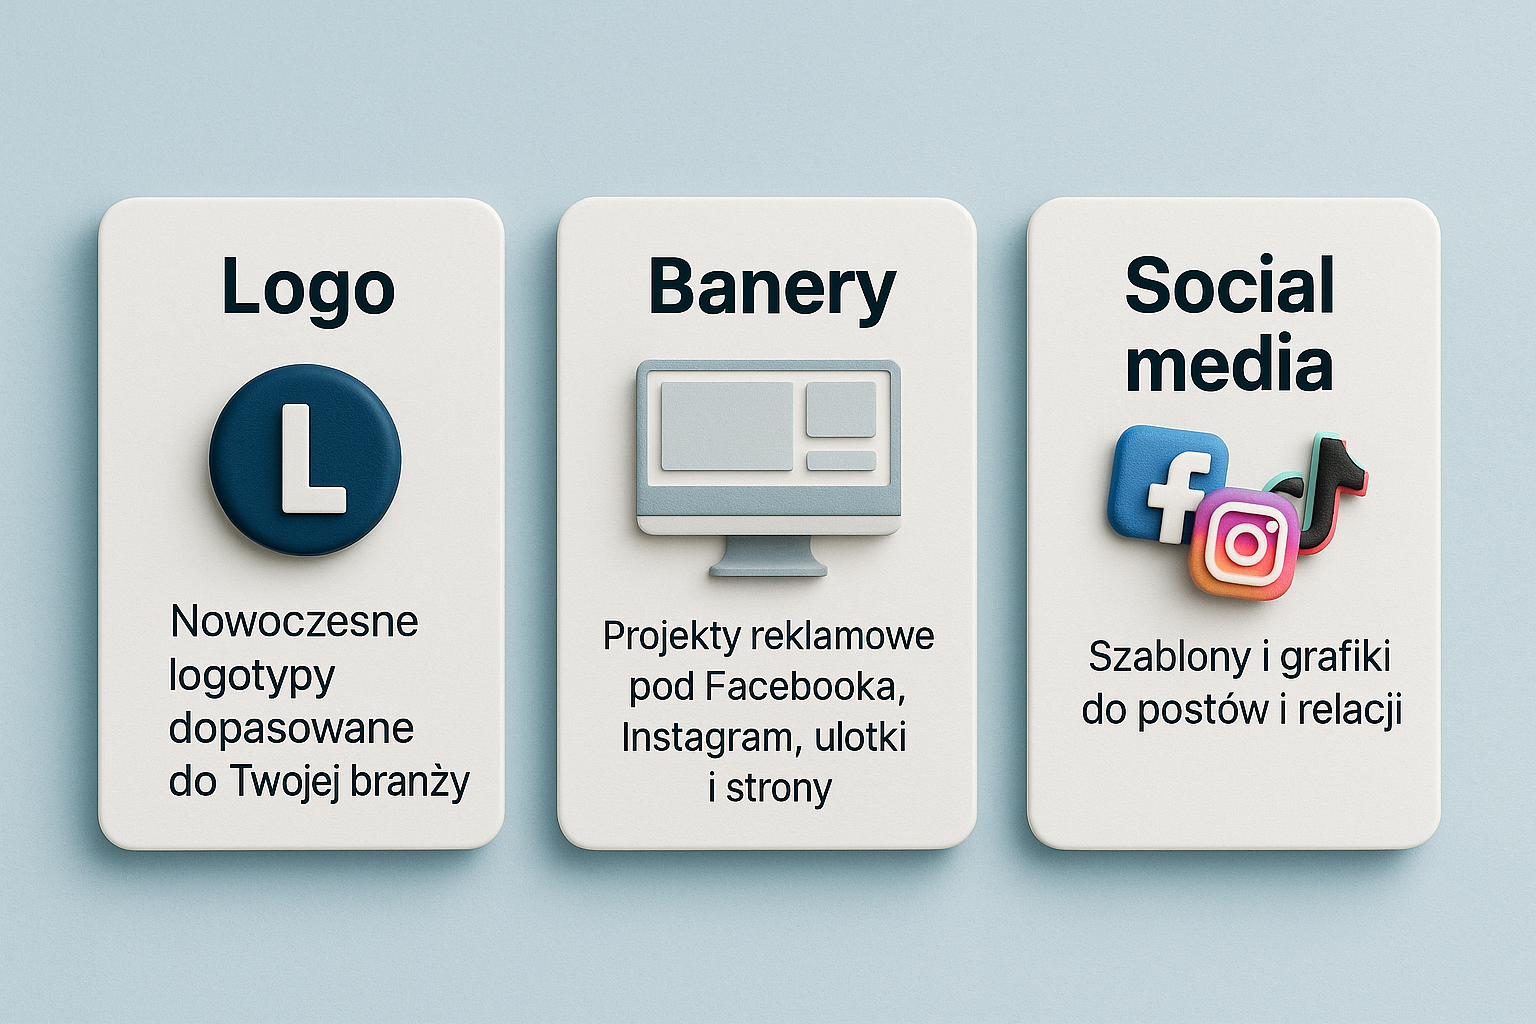 Logo
L
Nowoczesne
logotypy
dopasowane
do Twojej branży
Banery
Projekty reklamowe
pod Facebooka,
Instagram, ulotki
i strony
Social
media
f
Szablony i grafiki
do postów i relacji